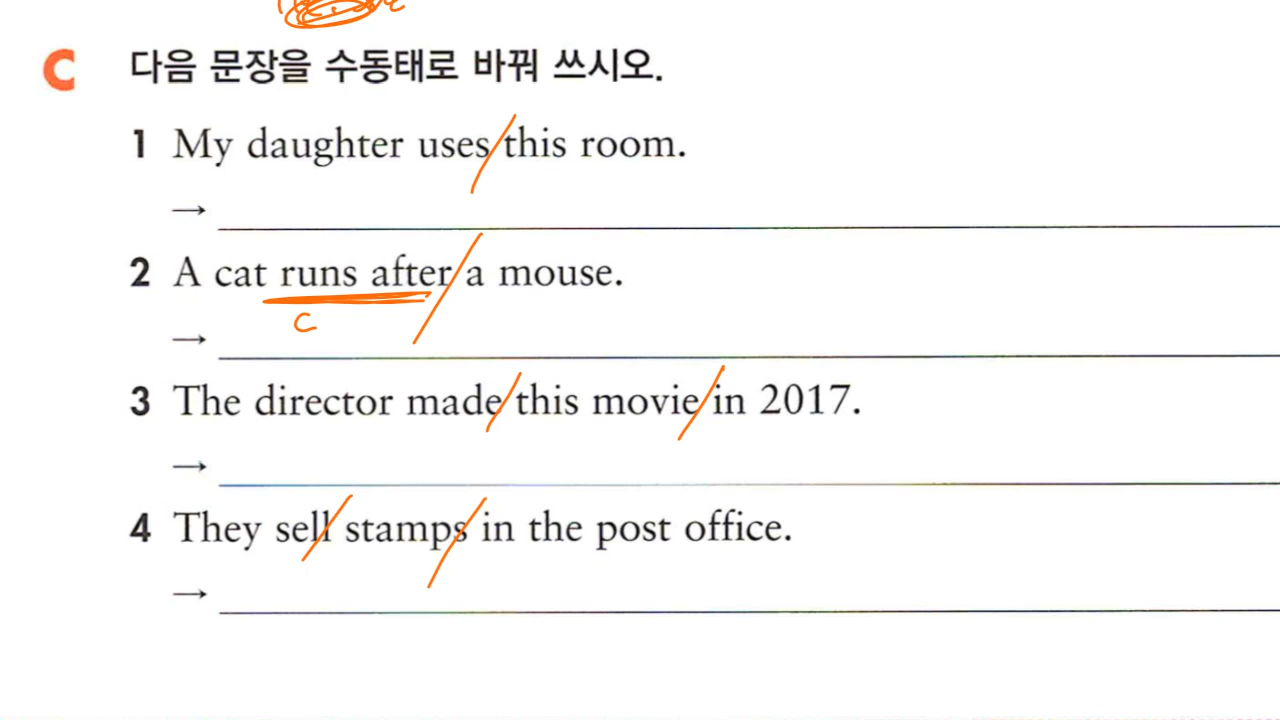 C 다음 문장을 수동태로 바꿔 쓰시오.
1 My daughter uses this room.
→
2 A cat runs after a mouse.
c
→
3 The director made this movie in 2017.
→
4 They sell stamps in the post office.
→